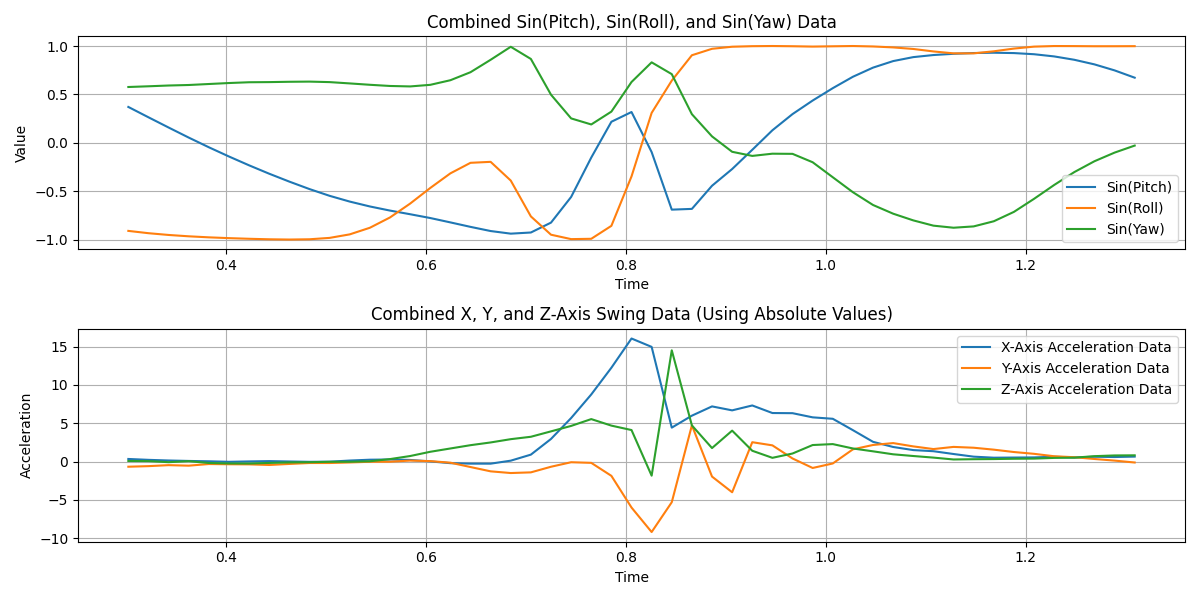 Combined Sin(Pitch), Sin(Roll), and Sin(Yaw) Data
Value
1.0
0.5
0.0
−0.5
−1.0
Sin(Pitch)
Sin(Roll)
Sin(Yaw)
0.4 0.6 0.8 1.0 1.2
Time
Combined X, Y, and Z-Axis Swing Data (Using Absolute Values)
Acceleration
15
10
5
0
−5
−10
X-Axis Acceleration Data
Y-Axis Acceleration Data
Z-Axis Acceleration Data
0.4 0.6 0.8 1.0 1.2
Time